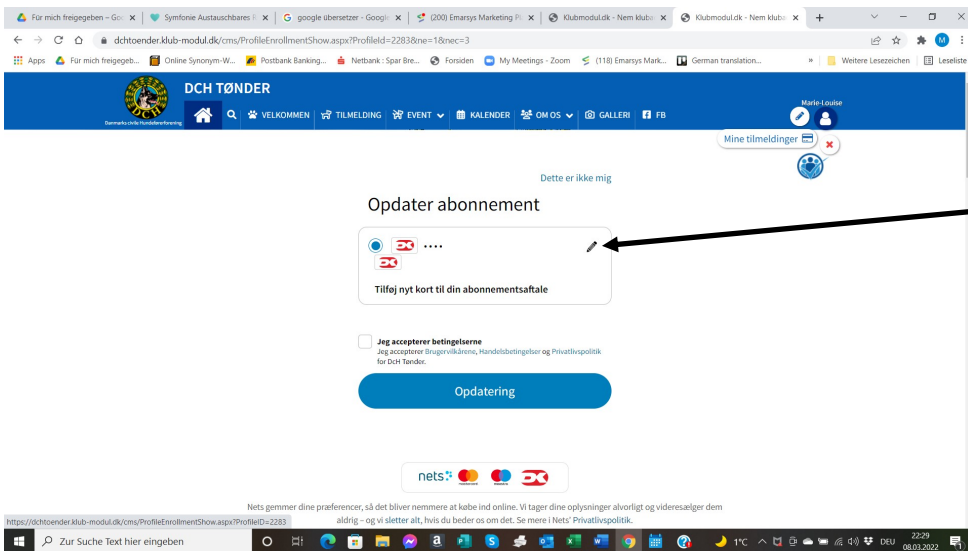 Für mich freigegeben – Goo
Symfonie Austauschbares R
google übersetzer - Google
(200) Emarsys Marketing Pl
Klubmodul.dk - Nem klubad
Klubmodul.dk - Nem klubad
dchtoender.klub-modul.dk/cms/ProfileEnrollmentShow.aspx?ProfileId=2283&ne=1&nec=3
M
Apps
Für mich freigegeb...
Online Synonym-W...
Postbank Banking...
Netbank : Spar Bre...
Forsiden
My Meetings - Zoom
(118) Emarsys Mark...
German translation...
»
Weitere Lesezeichen
Leseliste
DCH TØNDER
DCH
Danmarks civile Hundeførerforening
VELKOMMEN
TILMELDING
EVENT
KALENDER
OM OS
GALLERI
FB
Marie-Louise
Mine tilmeldinger
Dette er ikke mig
Opdater abonnement
••••
Tilføj nyt kort til din abonnementsaftale
Jeg accepterer betingelserne
Jeg accepterer Brugervilkårene, Handelsbetingelser og Privatlivspolitik
for DcH Tønder.
Opdatering
nets
Nets gemmer dine præferencer, så det bliver nemmere at købe ind online. Vi tager dine oplysninger alvorligt og videresælger dem
aldrig – og vi sletter alt, hvis du beder os om det. Se mere i Nets' Privatlivspolitik.
https://dchtoender.klub-modul.dk/cms/ProfileEnrollmentShow.aspx?ProfileID=2283
Zur Suche Text hier eingeben
1°C
DEU
22:29
08.03.2022